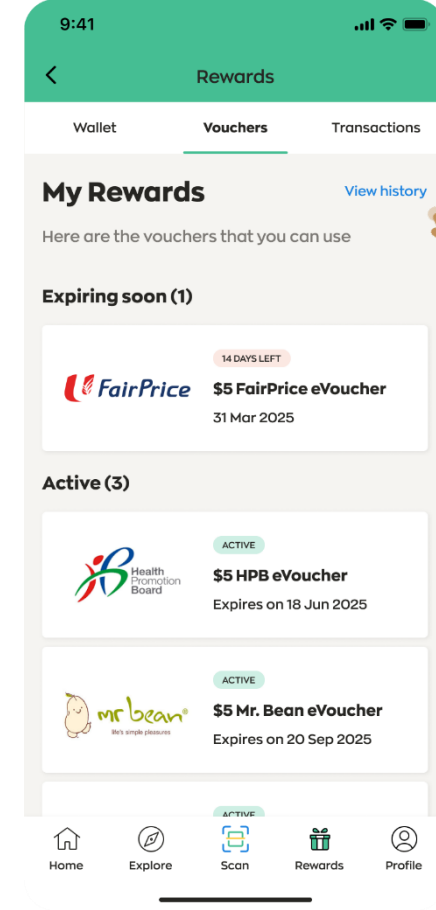 9:41
Rewards
Wallet Vouchers Transactions
My Rewards View history
Here are the vouchers that you can use
Expiring soon (1)
14 DAYS LEFT
FairPrice $5 FairPrice eVoucher
31 Mar 2025
Active (3)
ACTIVE
Health
Promotion
Board
$5 HPB eVoucher
Expires on 18 Jun 2025
ACTIVE
mr bean®
life's simple pleasures
$5 Mr. Bean eVoucher
Expires on 20 Sep 2025
ACTIVE
Home Explore Scan Rewards Profile